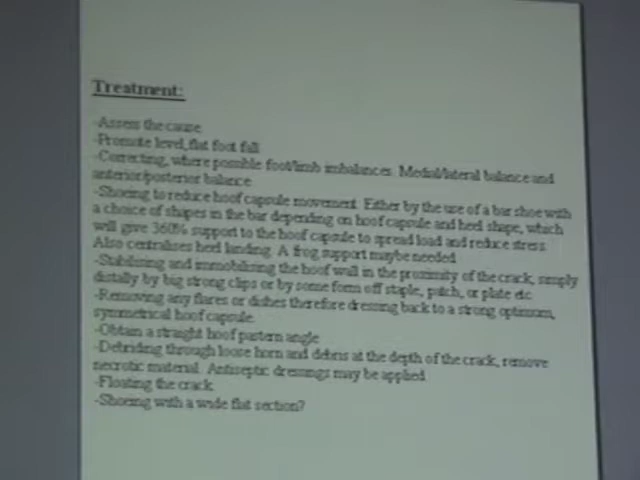 Treatment:
-Assess the cause
-Promote level, flat foot fall
-Correcting, where possible foot/limb imbalances. Medial/lateral balance and
anterior/posterior balance
-Shoeing to reduce hoof capsule movement. Either by the use of a bar shoe with
a choice of shapes in the bar depending on hoof capsule and heel shape, which
will give 360% support to the hoof capsule to spread load and reduce stress.
Also centralises heel landing. A frog support maybe needed
-Stabilising and immobilising the hoof wall in the proximity of the crack, simply
distally by big strong clips or by some form off staple, patch, or plate etc
-Removing any flares or dishes therefore dressing back to a strong optimum,
symmetrical hoof capsule.
-Obtain a straight hoof pastern angle
-Debriding through loose horn and debris at the depth of the crack, remove
necrotic material. Antiseptic dressings may be applied.
-Floating the crack
-Shoeing with a wide flat section?